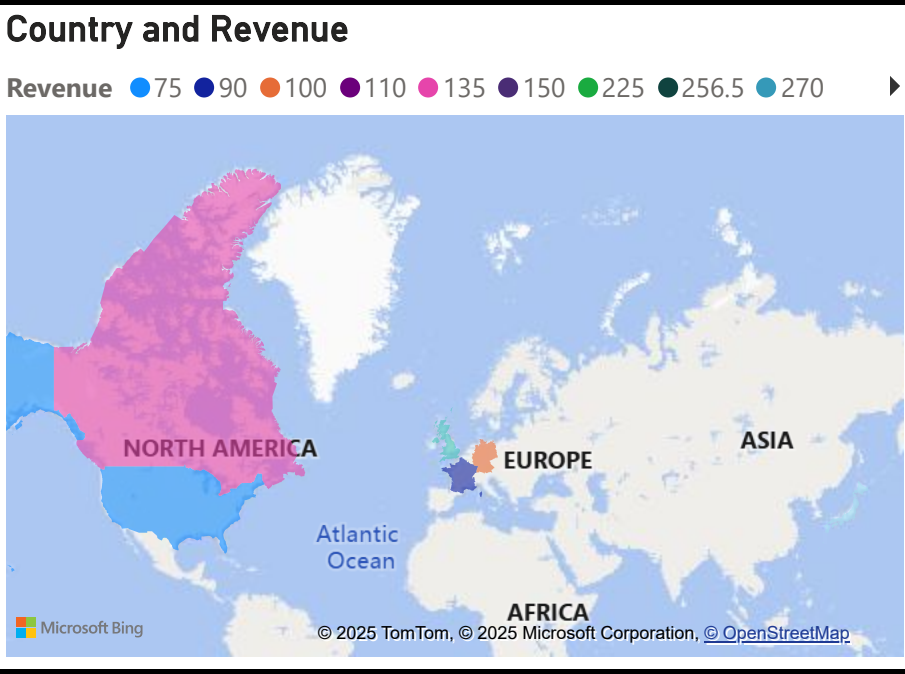 Country and Revenue
Revenue 75 90 100 110 135 150 225 256.5 270
NORTH AMERICA
EUROPE
ASIA
Atlantic
Ocean
AFRICA
Microsoft Bing
© 2025 TomTom, © 2025 Microsoft Corporation, © OpenStreetMap